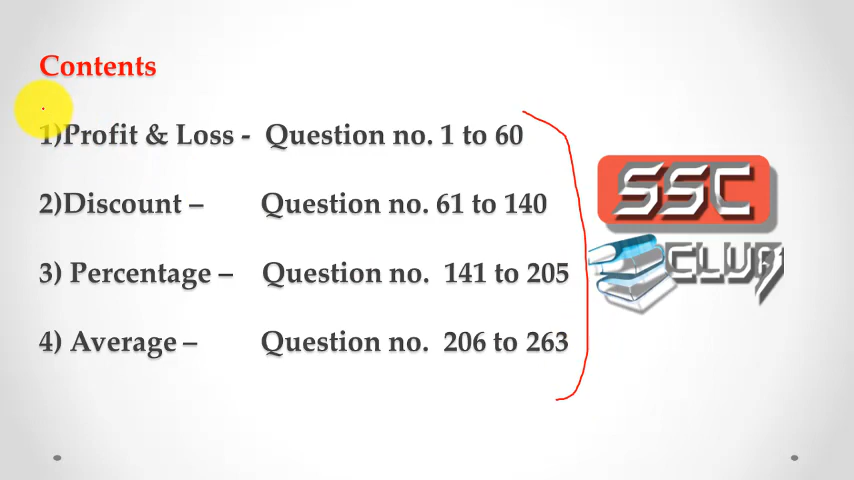 Contents
1)Profit & Loss - Question no. 1 to 60
2)Discount – Question no. 61 to 140
3) Percentage – Question no. 141 to 205
4) Average – Question no. 206 to 263
SSC
CLUB